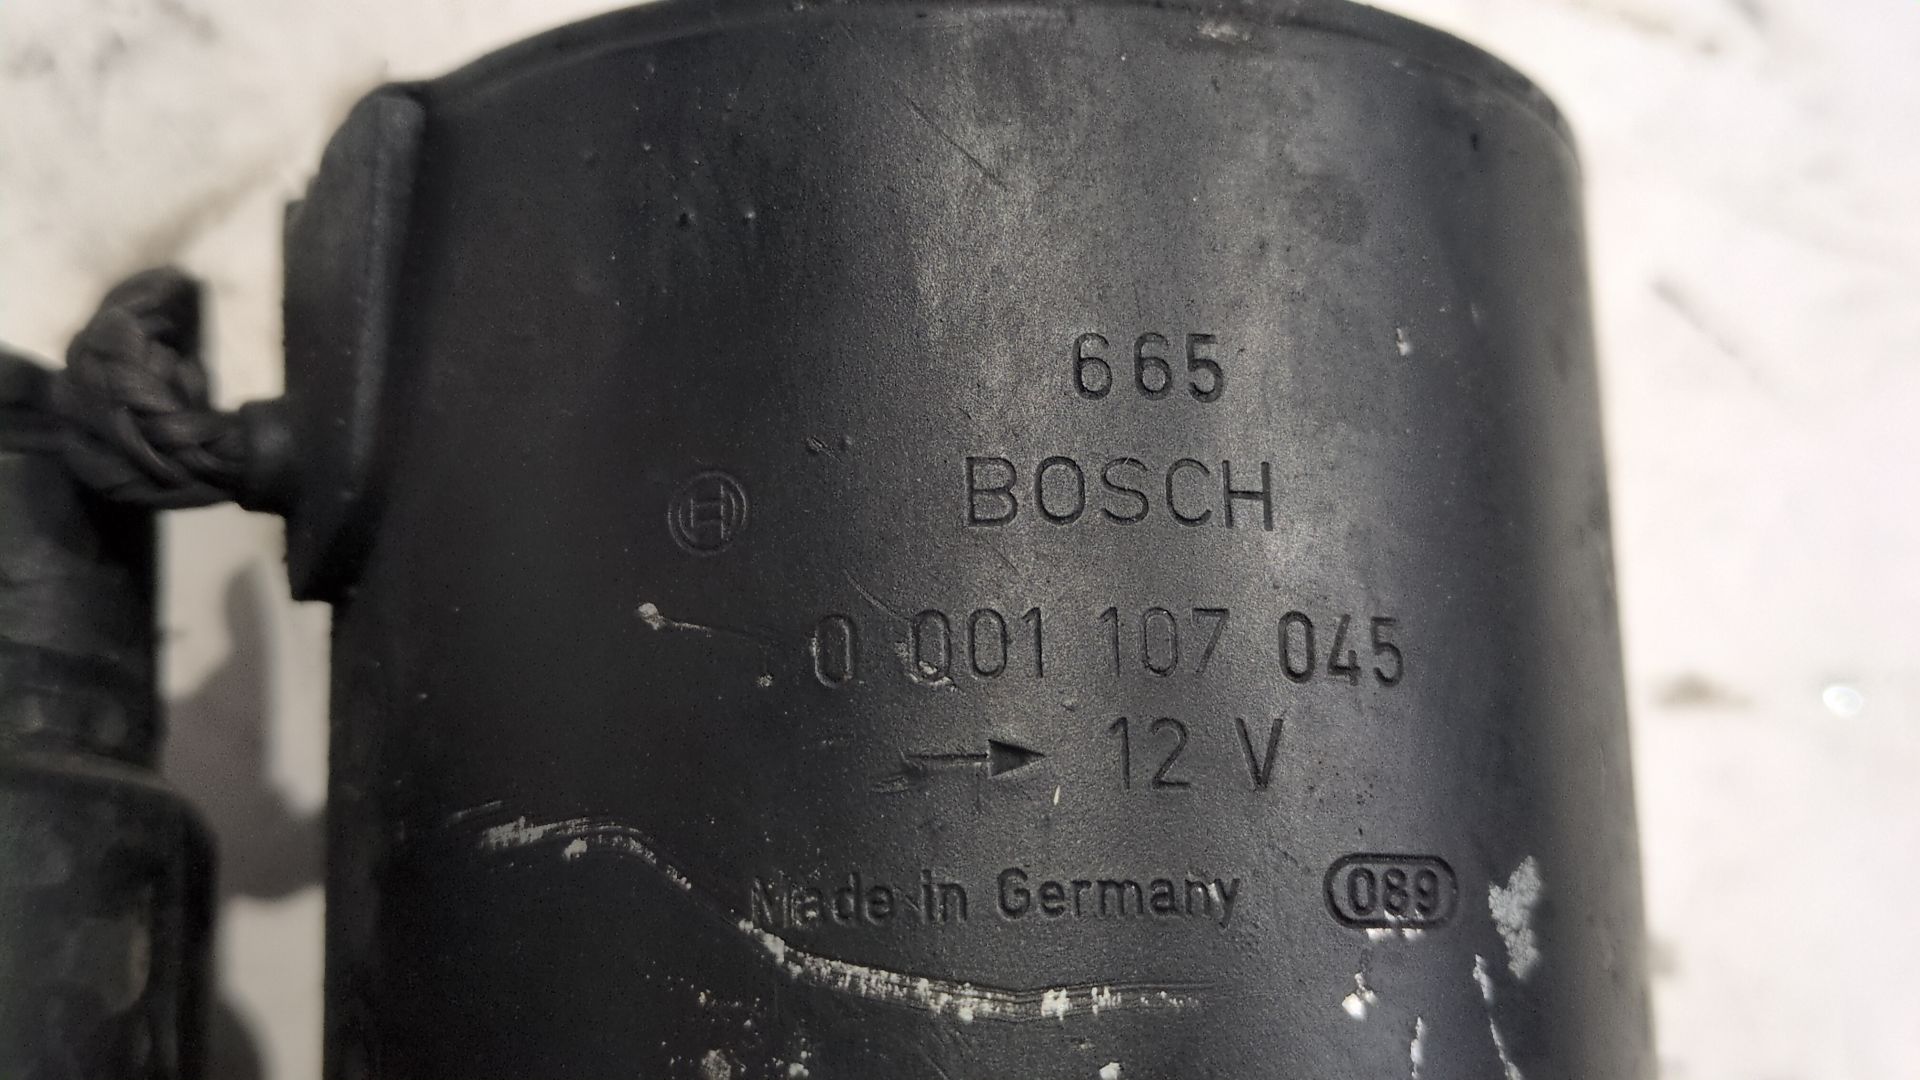 665
BOSCH
0 001 107 045
→ 12 V
Made in Germany 089